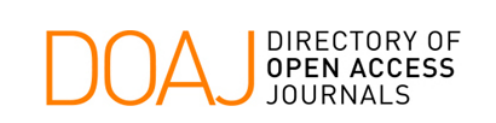 DOAJ
DIRECTORY OF
OPEN ACCESS
JOURNALS